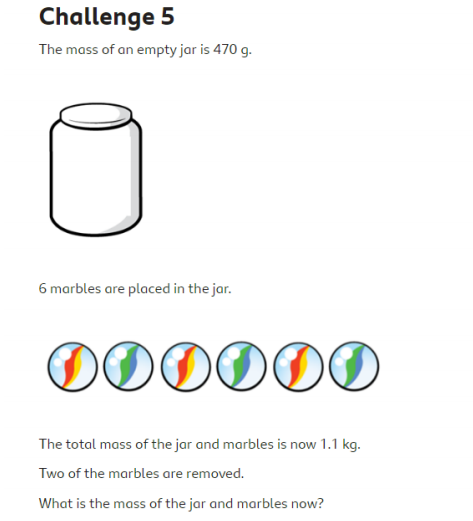 Challenge 5
The mass of an empty jar is 470 g.
6 marbles are placed in the jar.
The total mass of the jar and marbles is now 1.1 kg.
Two of the marbles are removed.
What is the mass of the jar and marbles now?